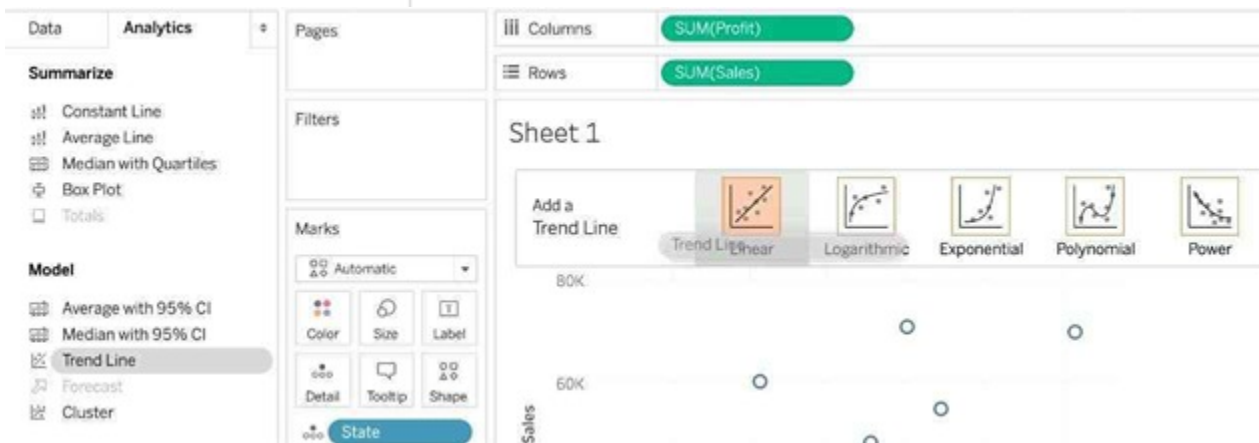 Data Analytics
Summarize
Constant Line
Average Line
Median with Quartiles
Box Plot
Totals
Model
Average with 95% CI
Median with 95% CI
Trend Line
Forecast
Cluster
Pages
Filters
Marks
Automatic
Color Size Label
Detail Tooltip Shape
State
Columns SUM(Profit)
Rows SUM(Sales)
Sheet 1
Add a
Trend Line
Trend Line
Linear Logarithmic Exponential Polynomial Power
80K
60K
Sales